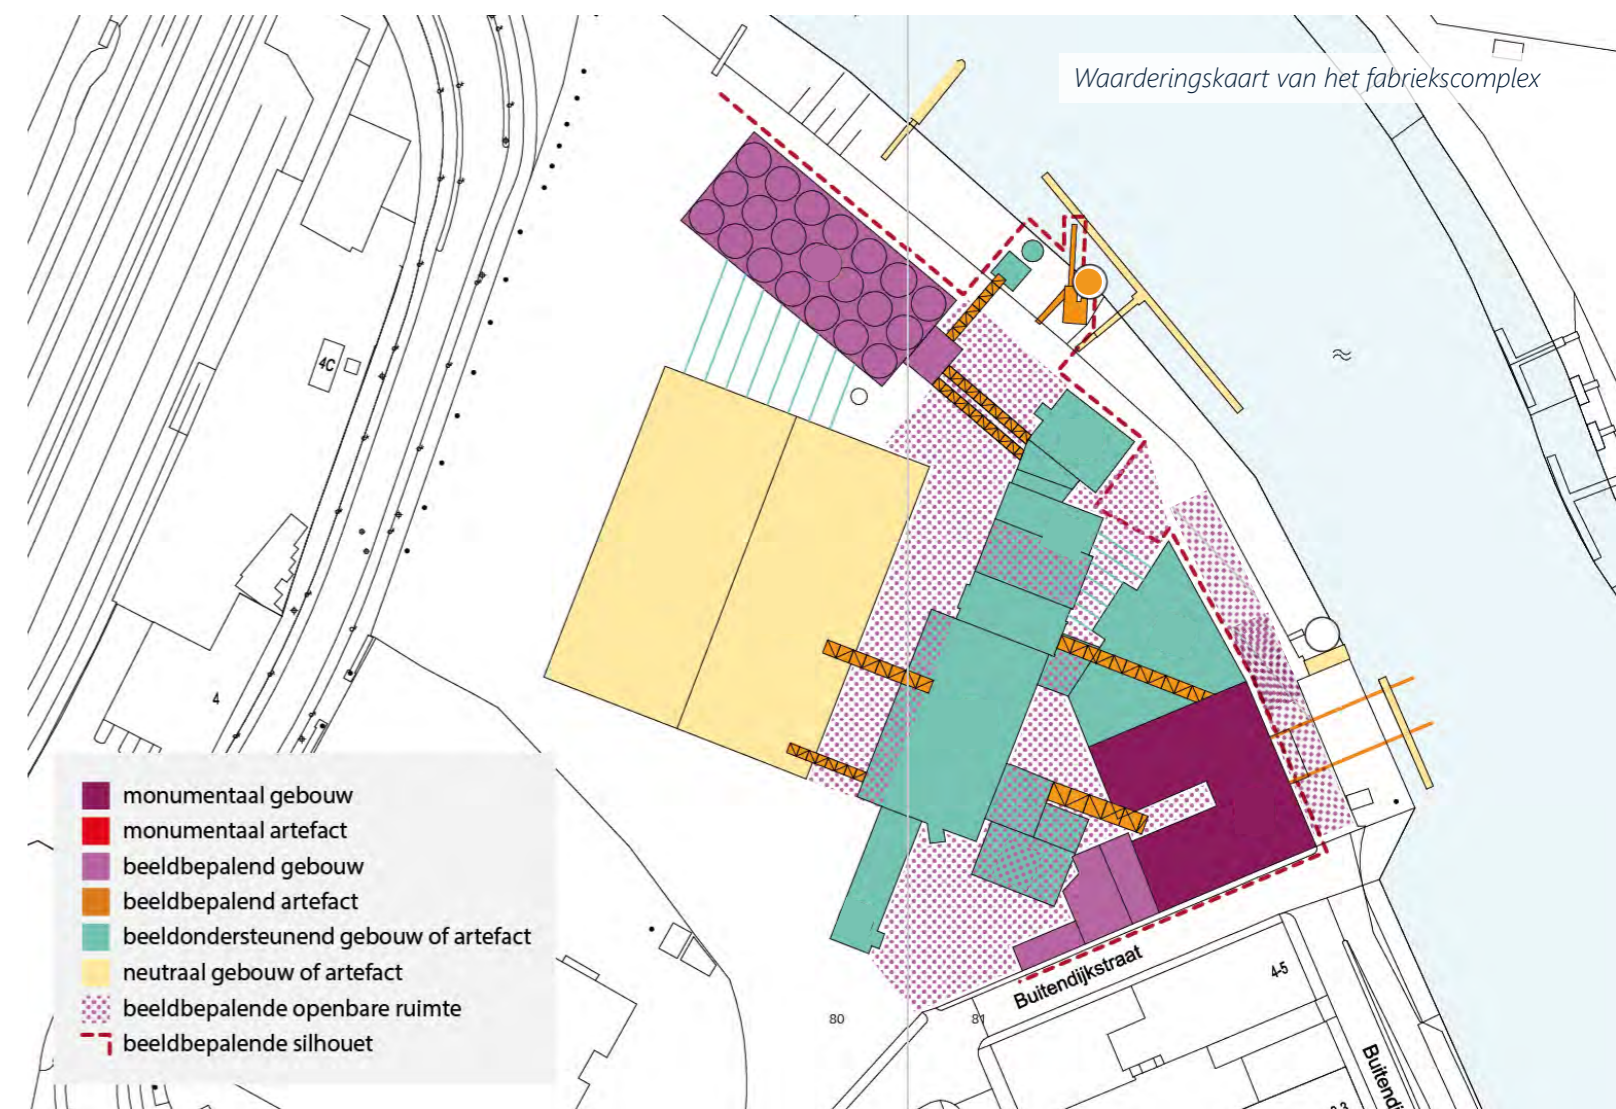 Waarderingskaart van het fabriekscomplex
4C
4
monumentaal gebouw
monumentaal artefact
beeldbepalend gebouw
beeldbepalend artefact
beeldondersteunend gebouw of artefact
neutraal gebouw of artefact
beeldbepalende openbare ruimte
beeldbepalende silhouet
Buitendijkstraat
4-5
80
81
Buitendij